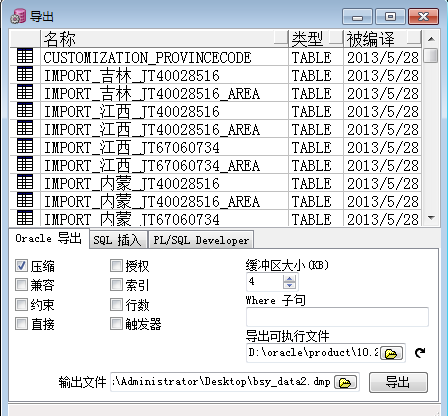 导出
名称 类型 被编译
CUSTOMIZATION_PROVINCECODE TABLE 2013/5/28
IMPORT_吉林_JT40028516 TABLE 2013/5/28
IMPORT_吉林_JT40028516_AREA TABLE 2013/5/28
IMPORT_江西_JT40028516 TABLE 2013/5/28
IMPORT_江西_JT40028516_AREA TABLE 2013/5/28
IMPORT_江西_JT67060734 TABLE 2013/5/28
IMPORT_江西_JT67060734_AREA TABLE 2013/5/28
IMPORT_内蒙_JT40028516 TABLE 2013/5/28
IMPORT_内蒙_JT40028516_AREA TABLE 2013/5/28
IMPORT_内蒙_JT67060734 TABLE 2013/5/28
Oracle 导出 SQL 插入 PL/SQL Developer
压缩 授权 缓冲区大小(KB)
兼容 索引 4
约束 行数 Where 子句
直接 触发器
导出可执行文件
D:\oracle\product\10.2
输出文件 :\Administrator\Desktop\bsy_data2.dmp 导出